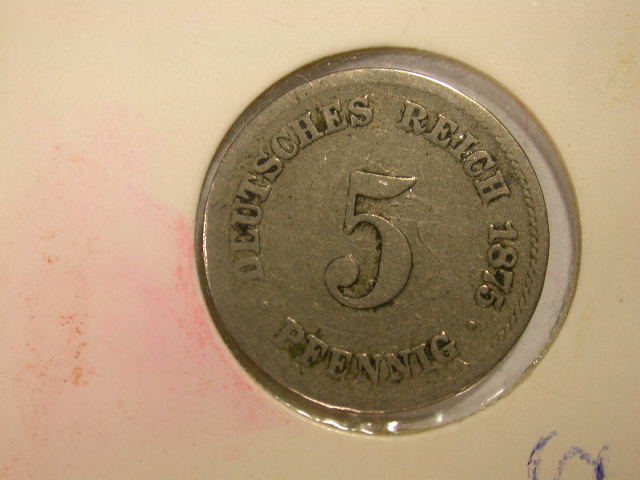 DEUTSCHES REICH 1875
5
PFENNIG